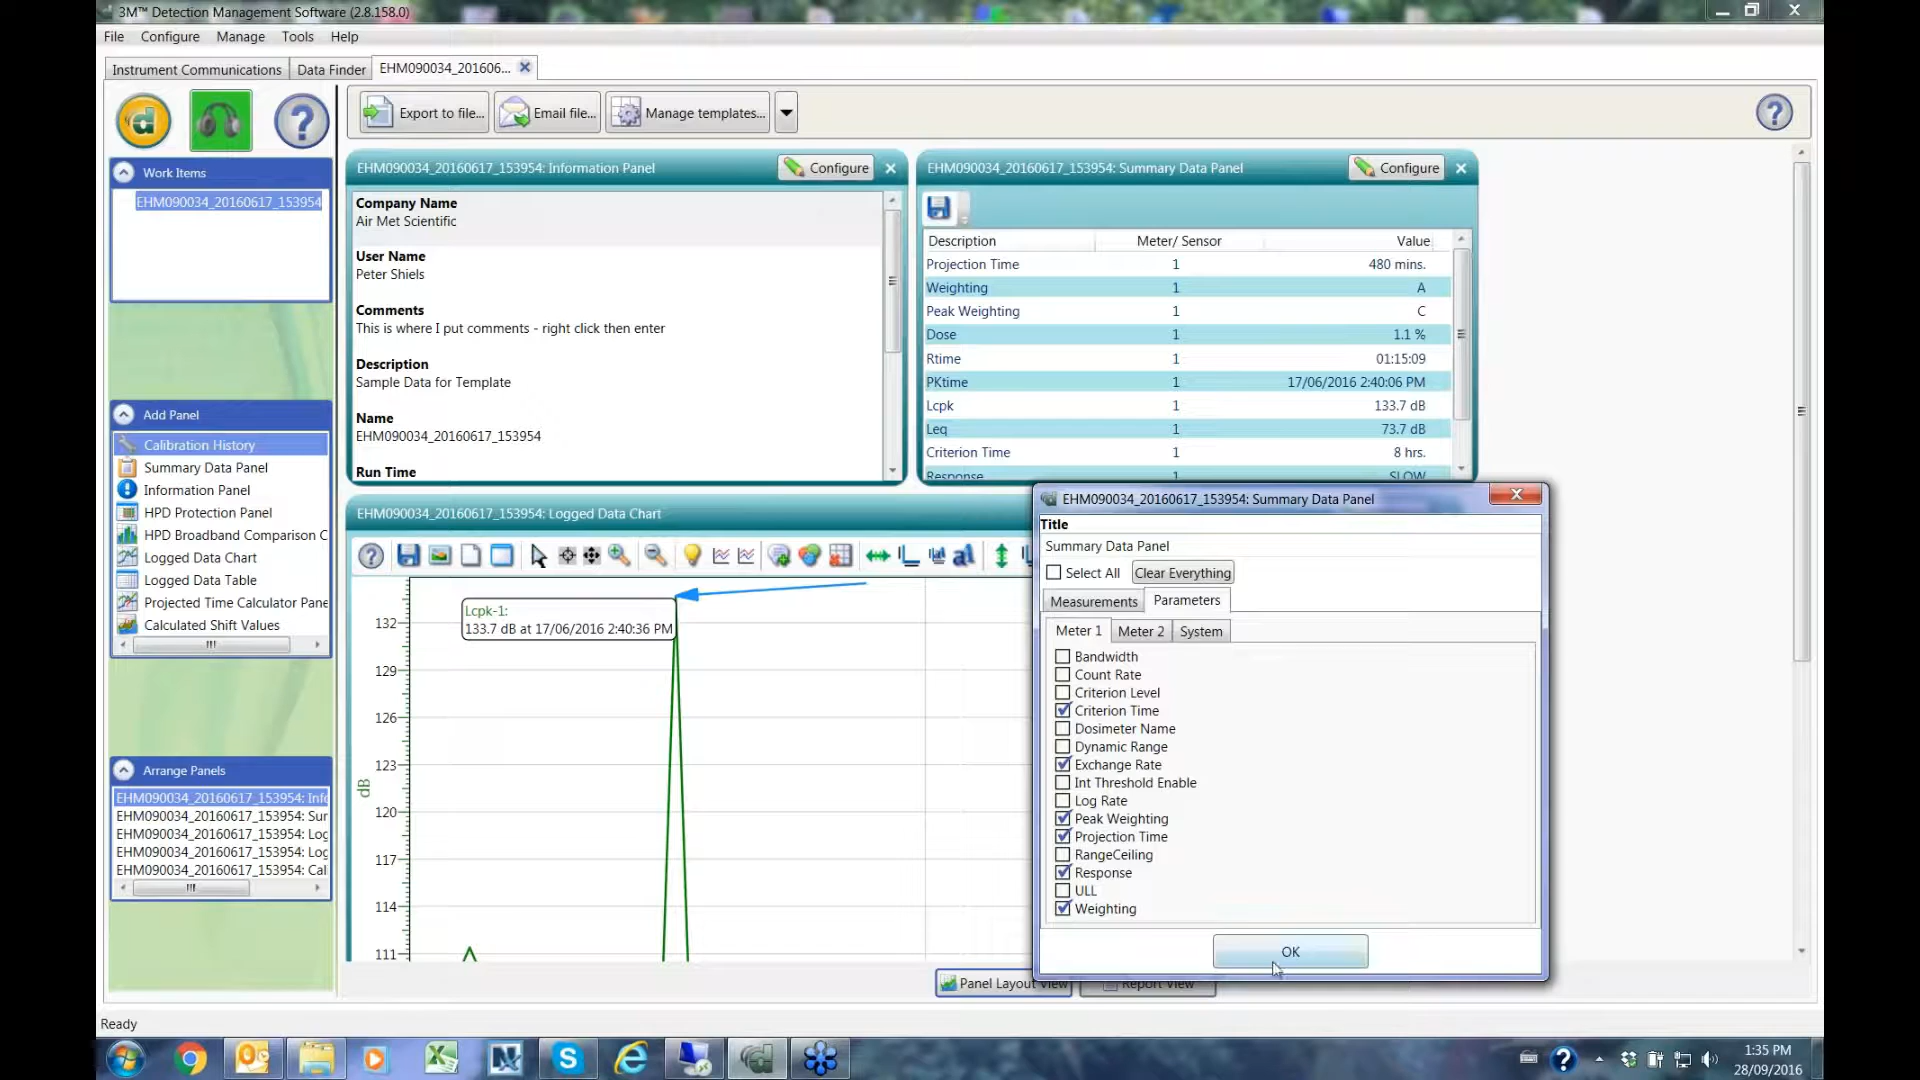 3M™ Detection Management Software (2.8.158.0)
File Configure Manage Tools Help
Instrument Communications Data Finder EHM090034_201606...
Export to file... Email file... Manage templates...
Work Items
EHM090034_20160617_153954
Add Panel
Calibration History
Summary Data Panel
Information Panel
HPD Protection Panel
HPD Broadband Comparison C
Logged Data Chart
Logged Data Table
Projected Time Calculator Pane
Calculated Shift Values
Arrange Panels
EHM090034_20160617_153954: Info
EHM090034_20160617_153954: Sur
EHM090034_20160617_153954: Log
EHM090034_20160617_153954: Log
EHM090034_20160617_153954: Cal
EHM090034_20160617_153954: Information Panel Configure
Company Name
Air Met Scientific
User Name
Peter Shiels
Comments
This is where I put comments - right click then enter
Description
Sample Data for Template
Name
EHM090034_20160617_153954
Run Time
EHM090034_20160617_153954: Summary Data Panel Configure
Description Meter/ Sensor Value
Projection Time 1 480 mins.
Weighting 1 A
Peak Weighting 1 C
Dose 1 1.1 %
Rtime 1 01:15:09
PKtime 1 17/06/2016 2:40:06 PM
Lcpk 1 133.7 dB
Leq 1 73.7 dB
Criterion Time 1 8 hrs.
Response 1 SLOW
EHM090034_20160617_153954: Logged Data Chart
Lcpk-1:
133.7 dB at 17/06/2016 2:40:36 PM
132
129
126
123
120
117
114
111
dB
EHM090034_20160617_153954: Summary Data Panel
Title
Summary Data Panel
Select All Clear Everything
Measurements Parameters
Meter 1 Meter 2 System
Bandwidth
Count Rate
Criterion Level
Criterion Time
Dosimeter Name
Dynamic Range
Exchange Rate
Int Threshold Enable
Log Rate
Peak Weighting
Projection Time
RangeCeiling
Response
ULL
Weighting
OK
Panel Layout View Report View
Ready
1:35 PM
28/09/2016